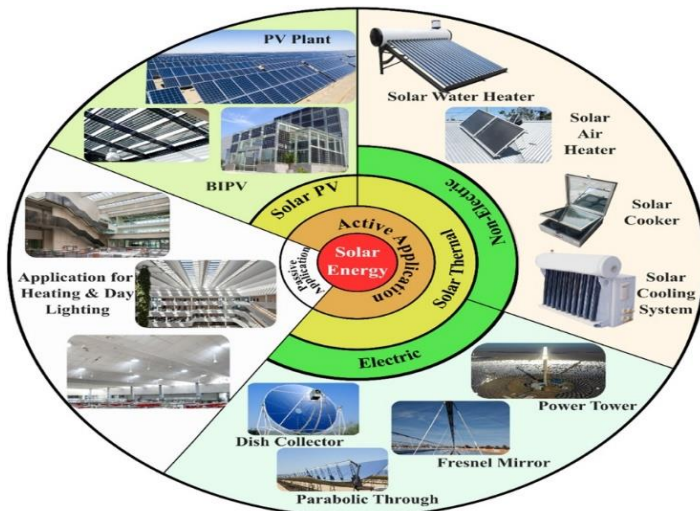 PV Plant
BIPV
Solar Water Heater
Solar
Air
Heater
Solar
Cooker
Solar
Cooling
System
Solar PV
Non-Electric
Active Application
Solar Thermal
Passive
Application
Solar
Energy
Electric
Application for
Heating & Day
Lighting
Power Tower
Dish Collector
Fresnel Mirror
Parabolic Through